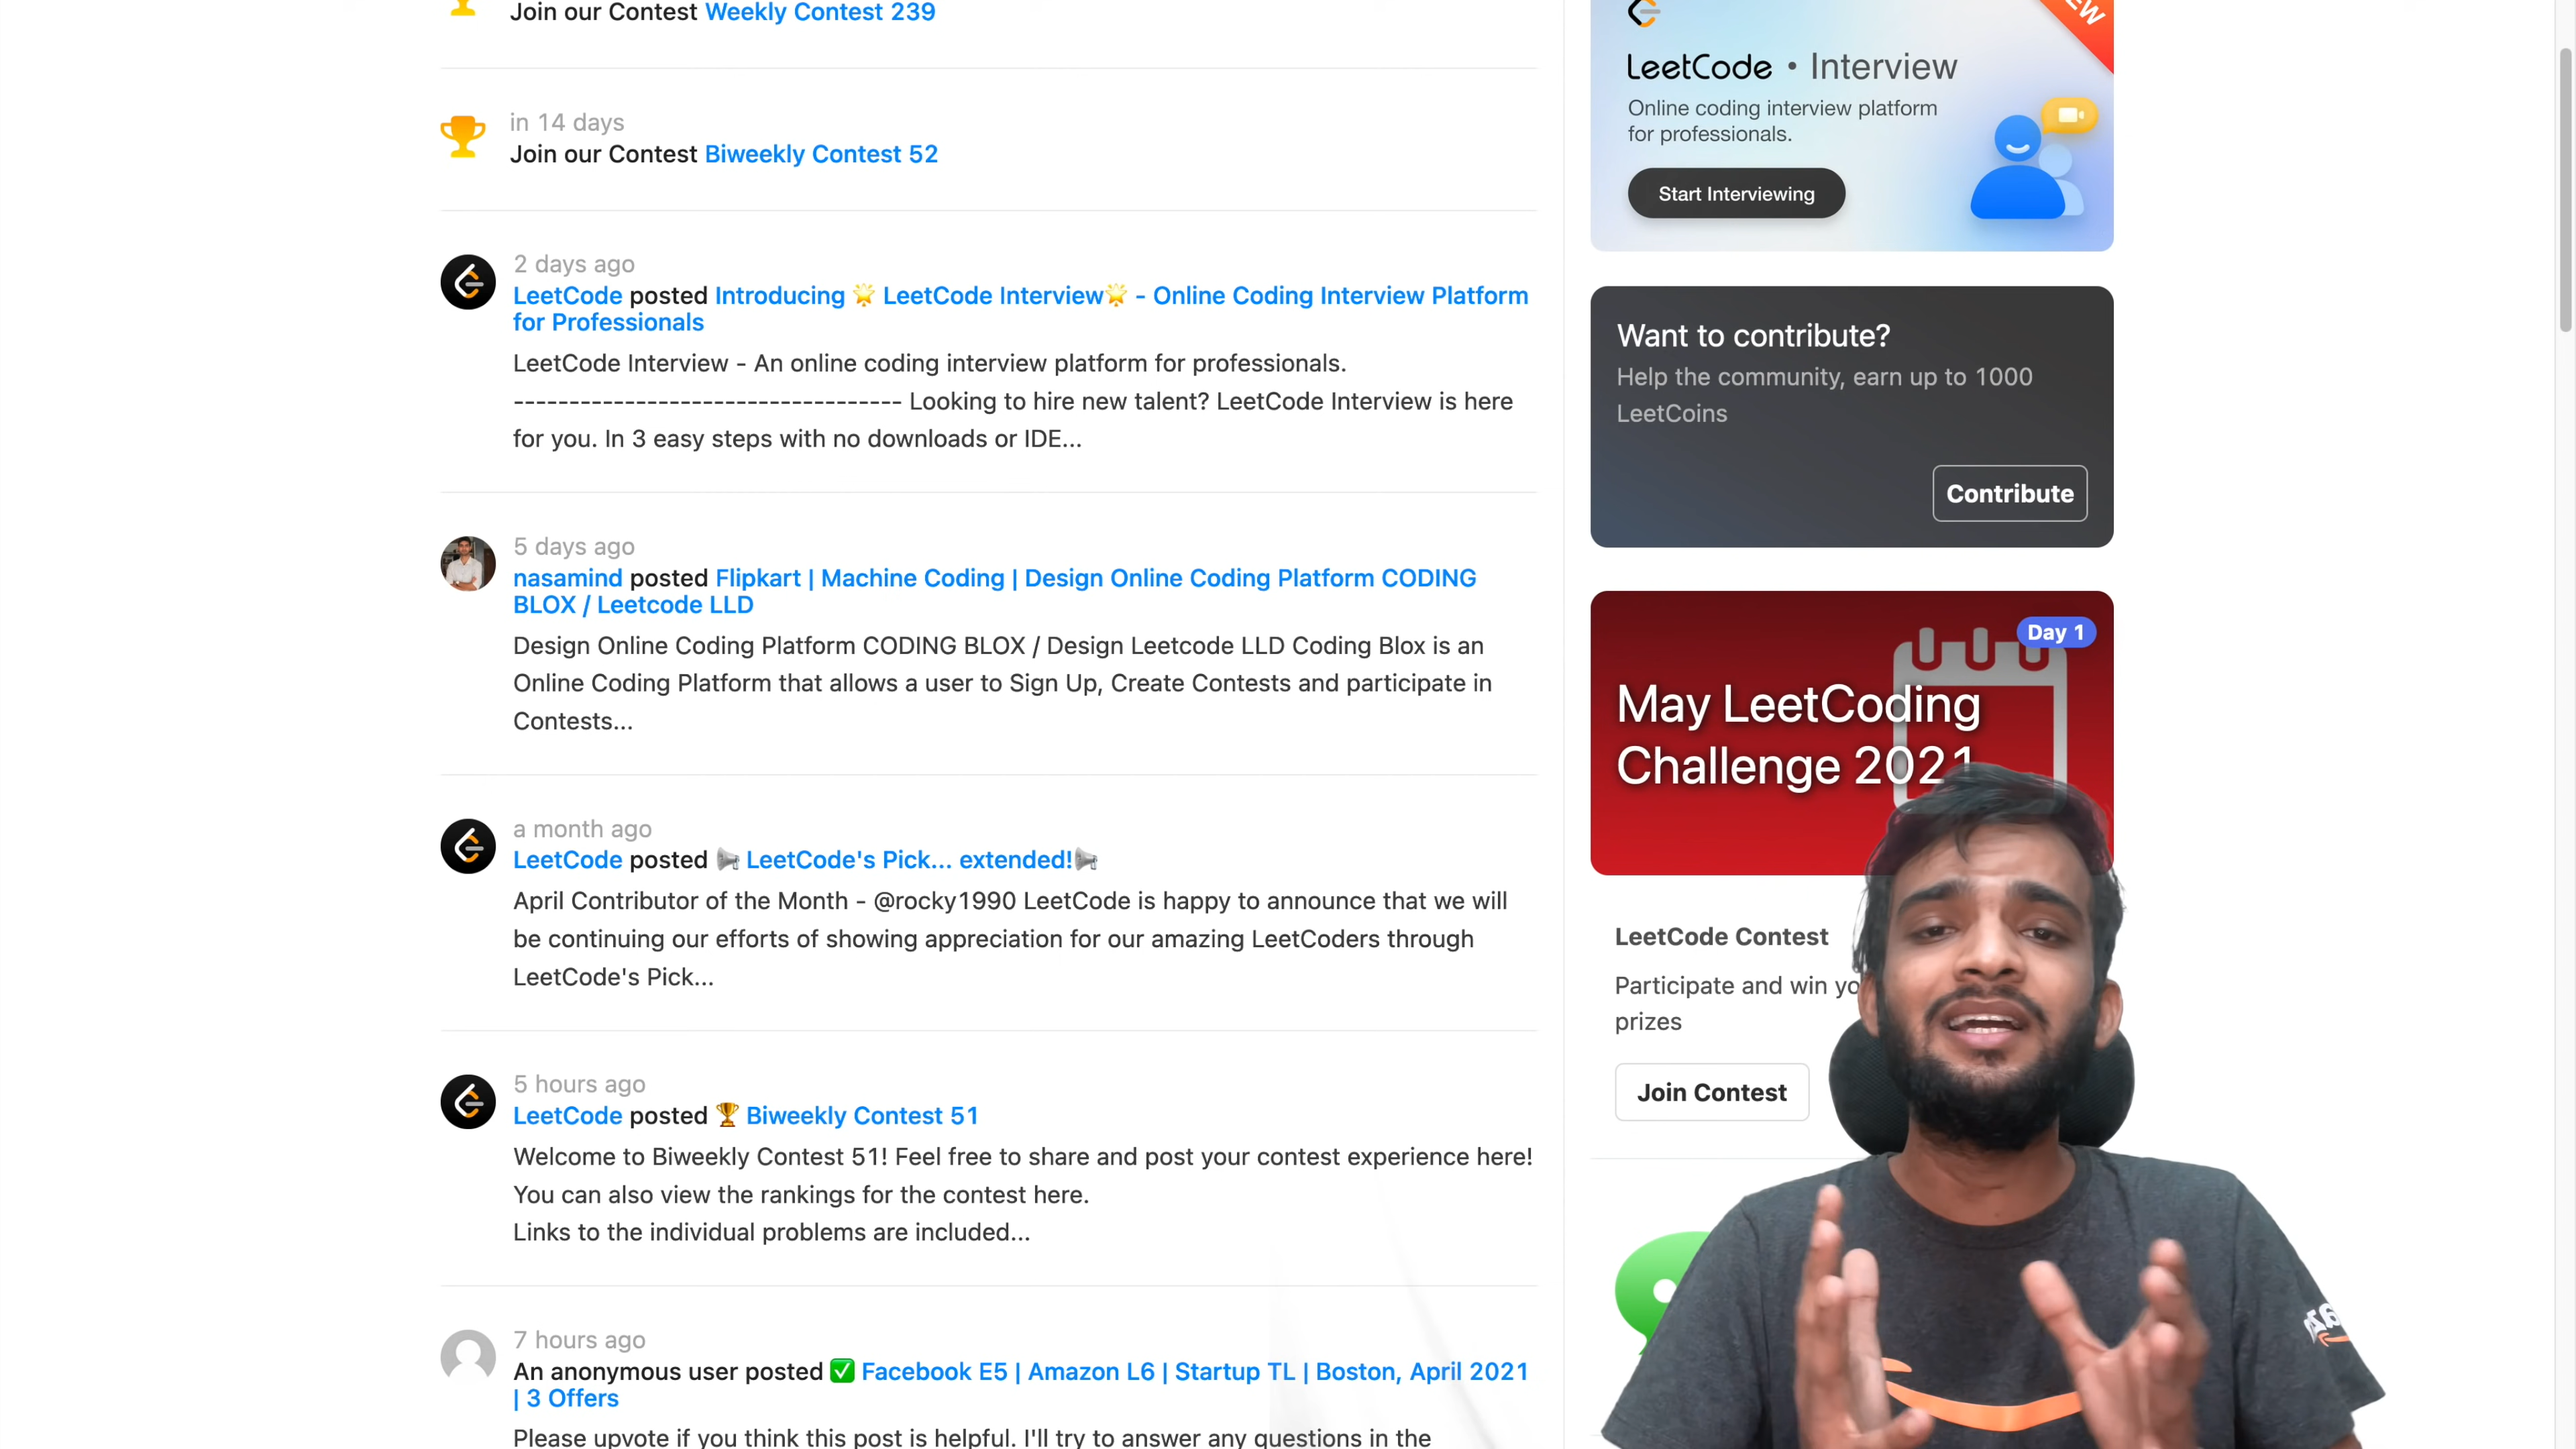 Join our Contest Weekly Contest 239
in 14 days
Join our Contest Biweekly Contest 52
2 days ago
LeetCode posted Introducing 🌟 LeetCode Interview🌟 - Online Coding Interview Platform
for Professionals
LeetCode Interview - An online coding interview platform for professionals.
---------------------------------- Looking to hire new talent? LeetCode Interview is here
for you. In 3 easy steps with no downloads or IDE...
5 days ago
nasamind posted Flipkart | Machine Coding | Design Online Coding Platform CODING
BLOX / Leetcode LLD
Design Online Coding Platform CODING BLOX / Design Leetcode LLD Coding Blox is an
Online Coding Platform that allows a user to Sign Up, Create Contests and participate in
Contests...
a month ago
LeetCode posted 📢 LeetCode's Pick... extended!📢
April Contributor of the Month - @rocky1990 LeetCode is happy to announce that we will
be continuing our efforts of showing appreciation for our amazing LeetCoders through
LeetCode's Pick...
5 hours ago
LeetCode posted 🏆 Biweekly Contest 51
Welcome to Biweekly Contest 51! Feel free to share and post your contest experience here!
You can also view the rankings for the contest here.
Links to the individual problems are included...
7 hours ago
An anonymous user posted ✅ Facebook E5 | Amazon L6 | Startup TL | Boston, April 2021
| 3 Offers
Please upvote if you think this post is helpful. I'll try to answer any questions in the
LeetCode • Interview
Online coding interview platform
for professionals.
Start Interviewing
Want to contribute?
Help the community, earn up to 1000
LeetCoins
Contribute
Day 1
May LeetCoding
Challenge 2021
LeetCode Contest
Participate and win yo
prizes
Join Contest